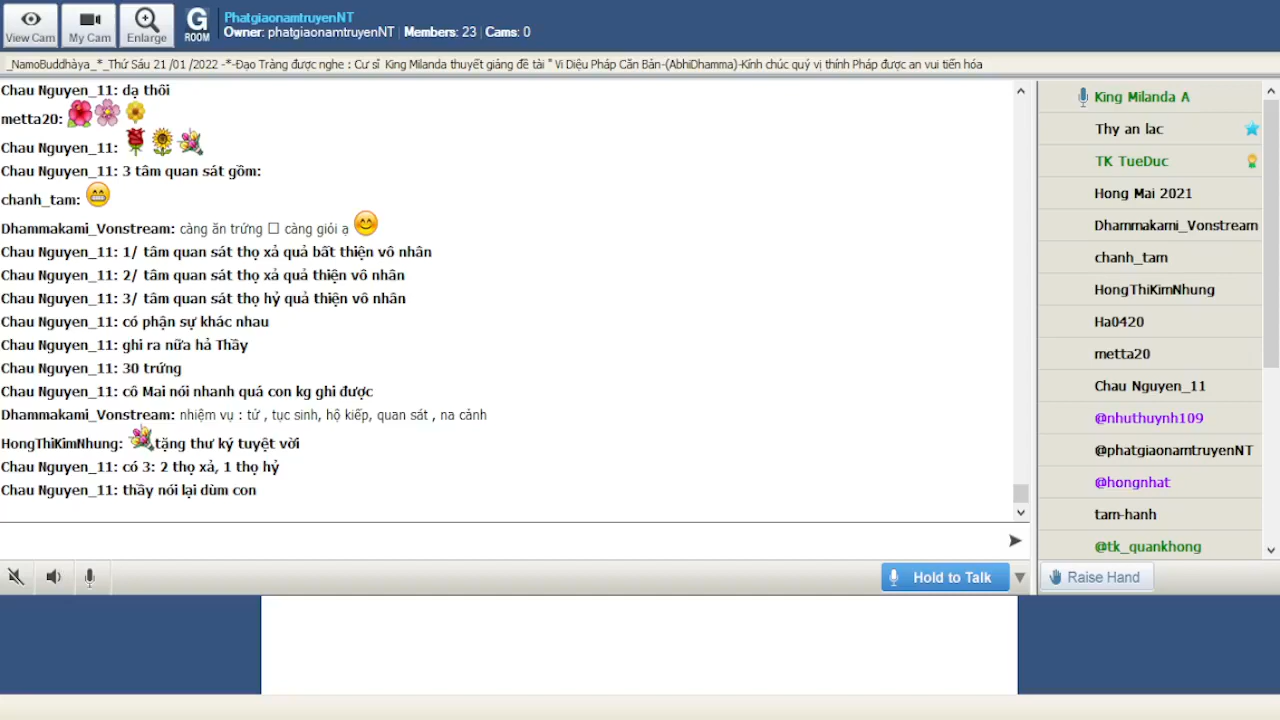 View Cam
My Cam
Enlarge
G
ROOM
PhatgiaonamtruyenNT
Owner: phatgiaonamtruyenNT | Members: 23 | Cams: 0
_NamoBuddhàya_*_Thứ Sáu 21 /01 /2022 -*-Đạo Tràng được nghe : Cư sĩ King Milanda thuyết giảng đề tài " Vi Diệu Pháp Căn Bản-(AbhiDhamma)-Kính chúc quý vị thính Pháp được an vui tiến hóa
Chau Nguyen_11: dạ thôi
metta20:
Chau Nguyen_11:
Chau Nguyen_11: 3 tâm quan sát gồm:
chanh_tam:
Dhammakami_Vonstream: càng ăn trứng □ càng giỏi ạ
Chau Nguyen_11: 1/ tâm quan sát thọ xả quả bất thiện vô nhân
Chau Nguyen_11: 2/ tâm quan sát thọ xả quả thiện vô nhân
Chau Nguyen_11: 3/ tâm quan sát thọ hỷ quả thiện vô nhân
Chau Nguyen_11: có phận sự khác nhau
Chau Nguyen_11: ghi ra nữa hả Thầy
Chau Nguyen_11: 30 trứng
Chau Nguyen_11: cô Mai nói nhanh quá con kg ghi được
Dhammakami_Vonstream: nhiệm vụ : tử , tục sinh, hộ kiếp, quan sát , na cảnh
HongThiKimNhung: tặng thư ký tuyệt vời
Chau Nguyen_11: có 3: 2 thọ xả, 1 thọ hỷ
Chau Nguyen_11: thầy nói lại dùm con
Hold to Talk
King Milanda A
Thy an lac
TK TueDuc
Hong Mai 2021
Dhammakami_Vonstream
chanh_tam
HongThiKimNhung
Ha0420
metta20
Chau Nguyen_11
@nhuthuynh109
@phatgiaonamtruyenNT
@hongnhat
tam-hanh
@tk_quankhong
Raise Hand